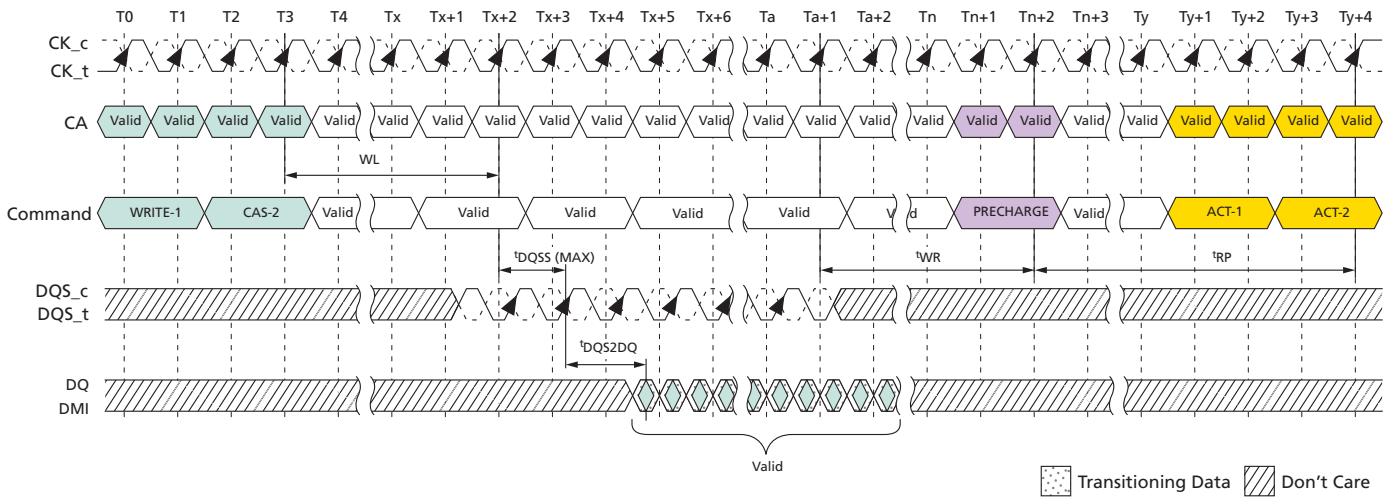 T0 T1 T2 T3 T4 Tx Tx+1 Tx+2 Tx+3 Tx+4 Tx+5 Tx+6 Ta Ta+1 Ta+2 Tn Tn+1 Tn+2 Tn+3 Ty Ty+1 Ty+2 Ty+3 Ty+4
CK_c
CK_t
CA Valid Valid Valid Valid Valid Valid Valid Valid Valid Valid Valid Valid Valid Valid Valid Valid Valid Valid Valid Valid Valid Valid Valid Valid
WL
Command WRITE-1 CAS-2 Valid Valid Valid Valid Valid PRECHARGE Valid ACT-1 ACT-2
tDQSS (MAX) tWR tRP
DQS_c
DQS_t
tDQS2DQ
DQ
DMI
Valid
Transitioning Data Don't Care